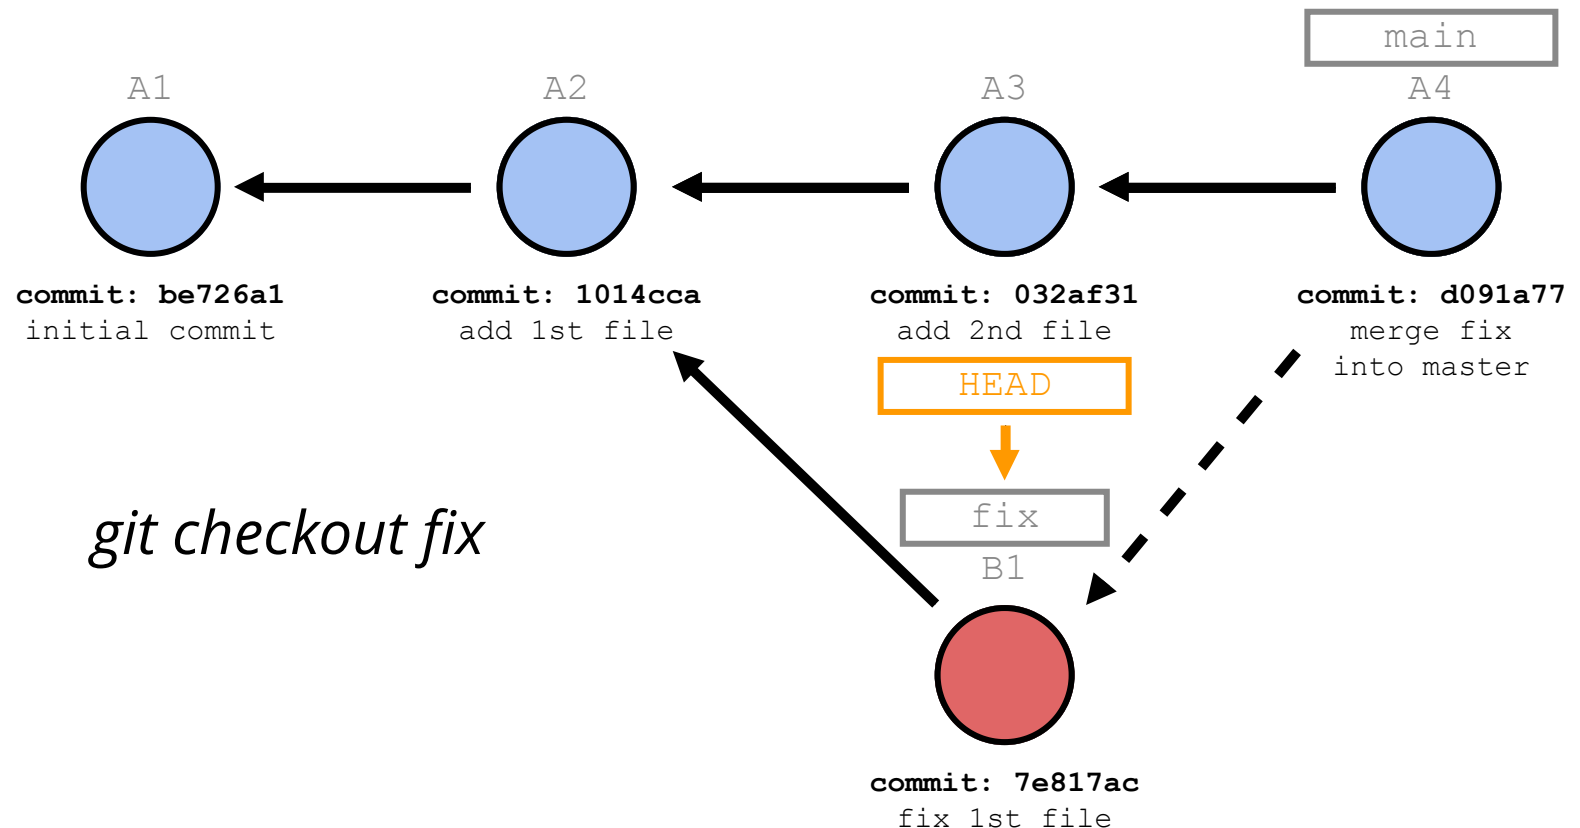 main
A1
A2
A3
A4
commit: be726a1
initial commit
commit: 1014cca
add 1st file
commit: 032af31
add 2nd file
commit: d091a77
merge fix
into master
HEAD
fix
B1
git checkout fix
commit: 7e817ac
fix 1st file